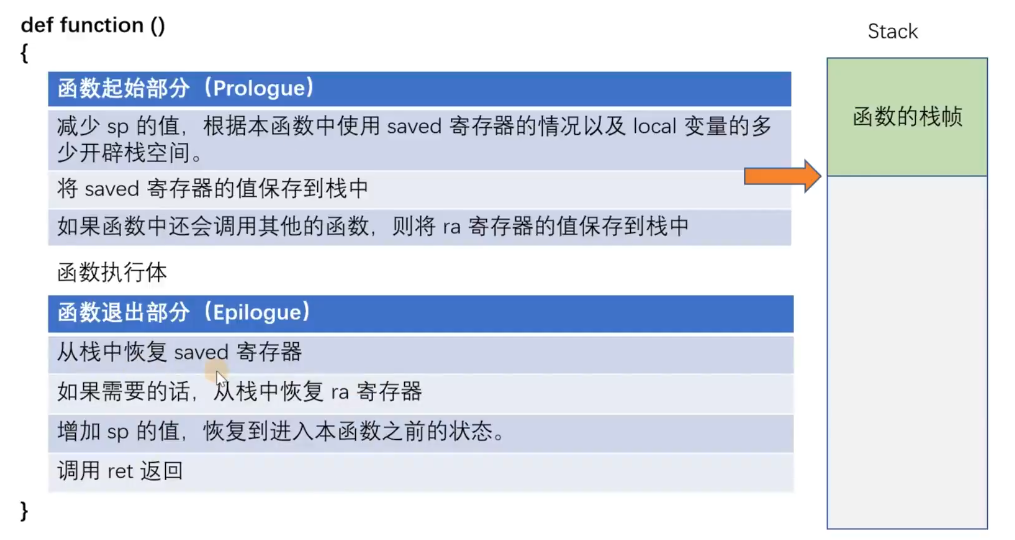 def function ()
{
函数起始部分（Prologue）
减少 sp 的值，根据本函数中使用 saved 寄存器的情况以及 local 变量的多
少开辟栈空间。
将 saved 寄存器的值保存到栈中
如果函数中还会调用其他的函数，则将 ra 寄存器的值保存到栈中
函数执行体
函数退出部分（Epilogue）
从栈中恢复 saved 寄存器
如果需要的话，从栈中恢复 ra 寄存器
增加 sp 的值，恢复到进入本函数之前的状态。
调用 ret 返回
}
Stack
函数的栈帧